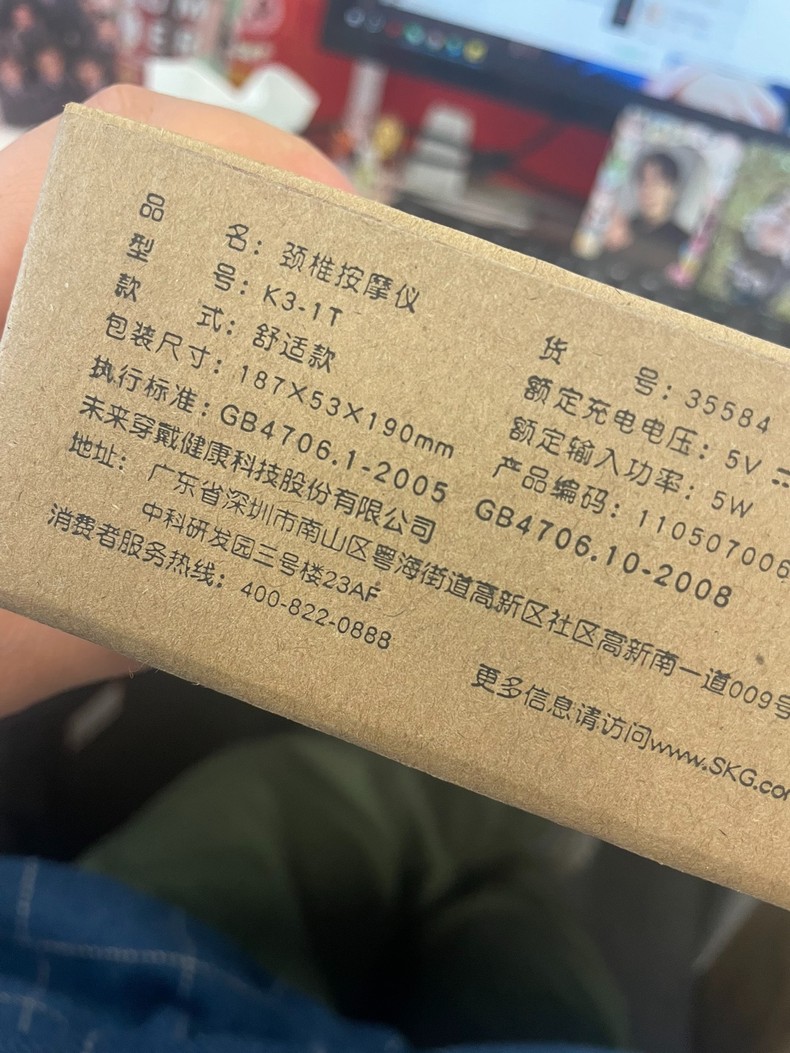 品名：颈椎按摩仪
型号：K3-1T
货号：35584
款式：舒适款
额定充电电压：5V ⎓
包装尺寸：187×53×190mm
额定输入功率：5W
执行标准：GB4706.1-2005 GB4706.10-2008
产品编码：110507006
未来穿戴健康科技股份有限公司
地址：广东省深圳市南山区粤海街道高新区社区高新南一道009号
中科研发园三号楼23AF
消费者服务热线：400-822-0888
更多信息请访问www.SKG.com